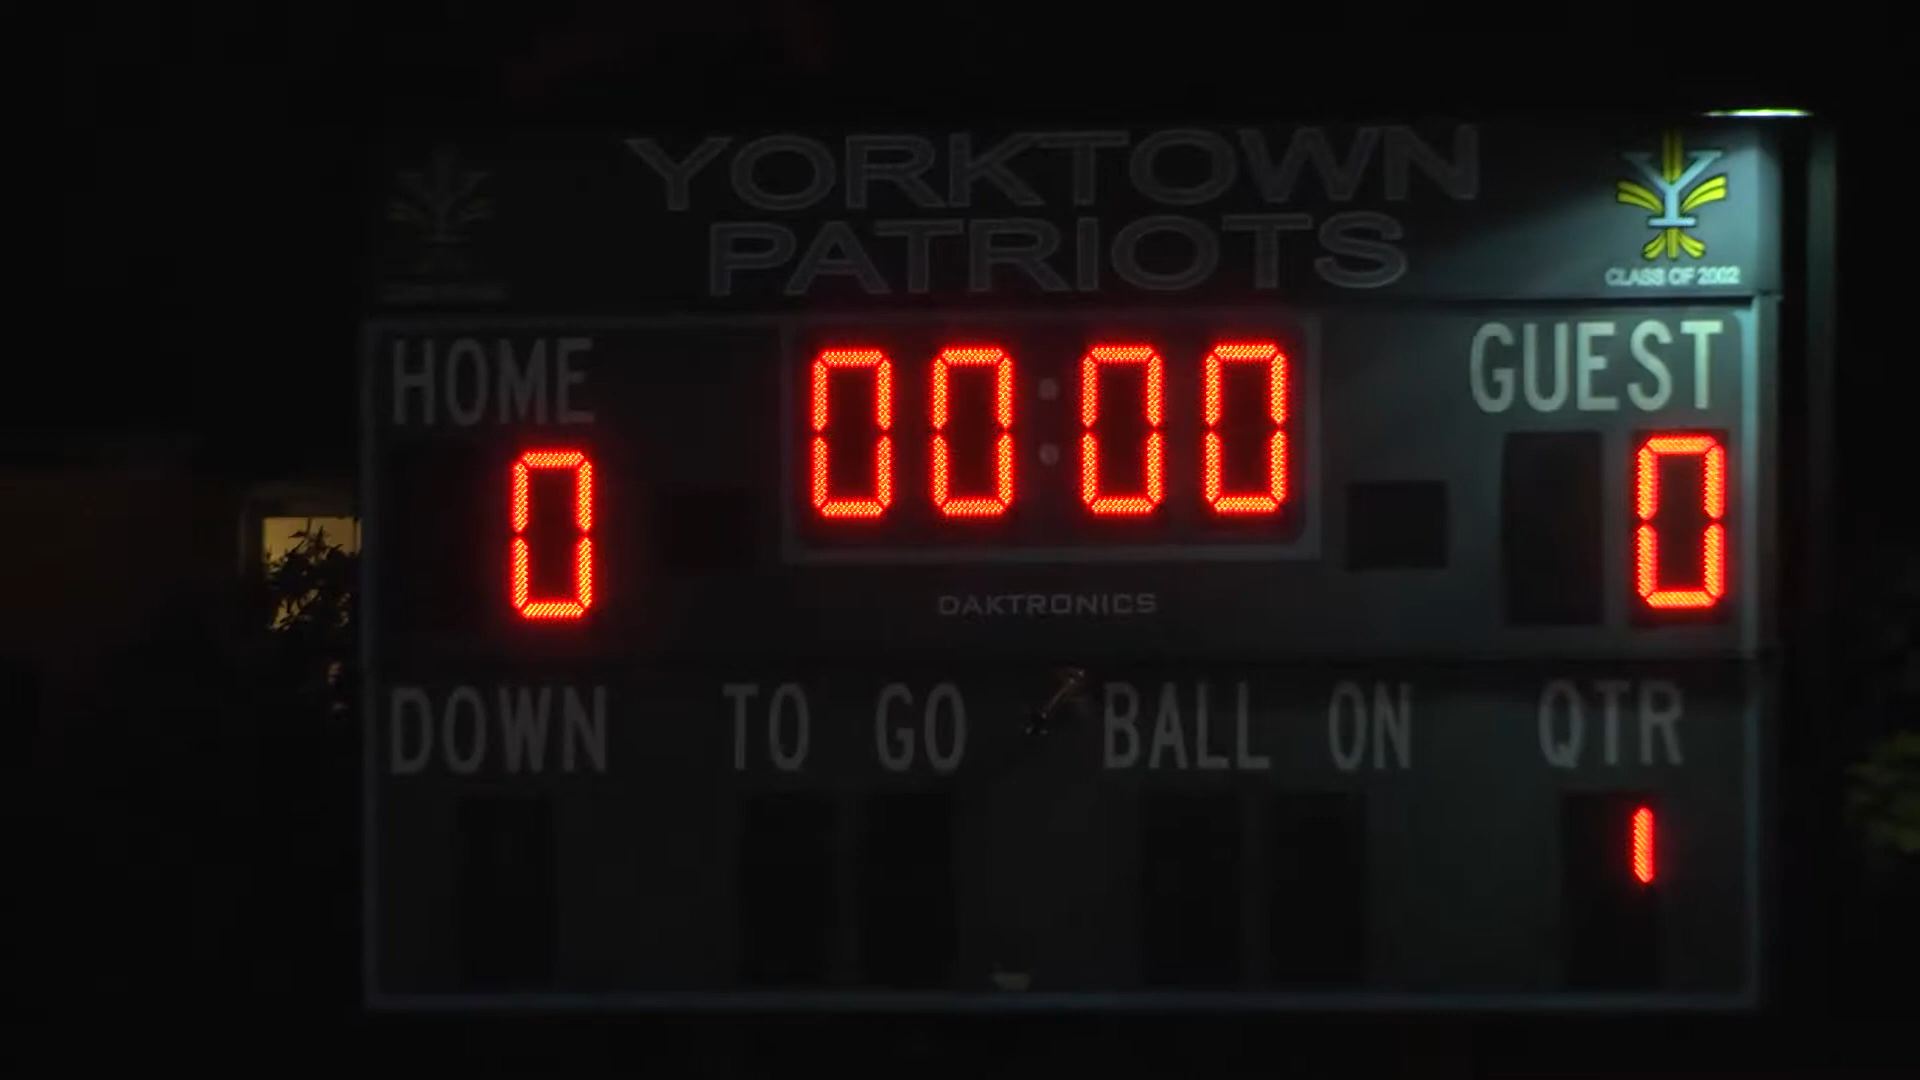 YORKTOWN
PATRIOTS
Y
CLASS OF 2002
HOME
00:00
GUEST
0
0
DAKTRONICS
DOWN
TO GO
BALL ON
QTR
1